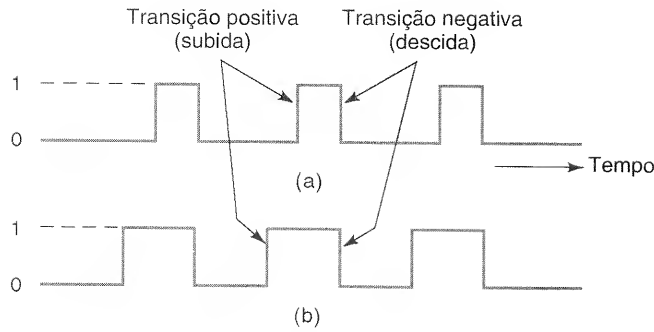 Transição positiva
(subida)
Transição negativa
(descida)
1
0
Tempo
(a)
1
0
(b)